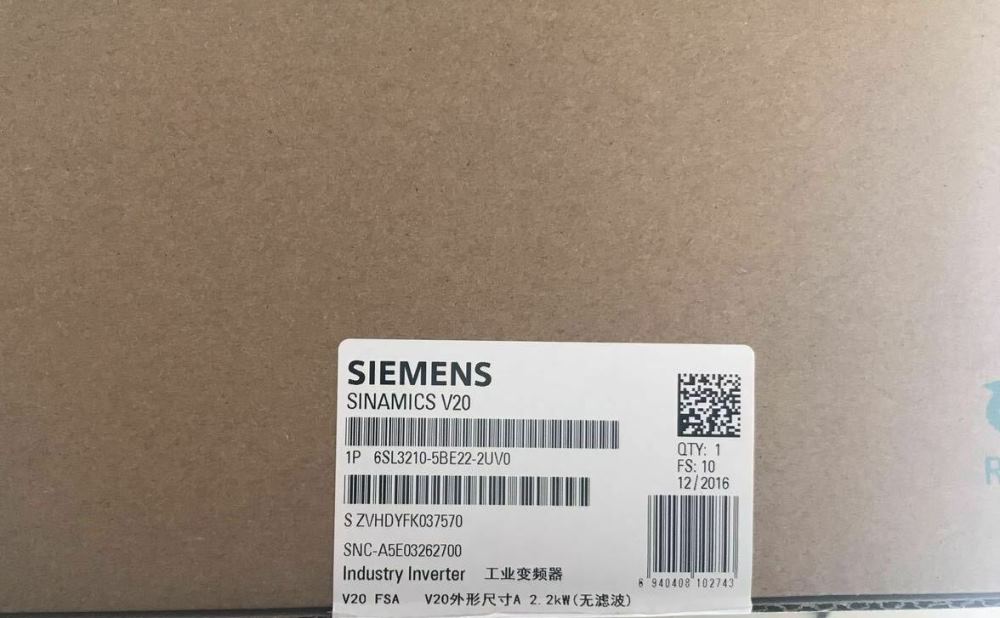 SIEMENS
SINAMICS V20
1P 6SL3210-5BE22-2UV0
S ZVHDYFK037570
SNC-A5E03262700
Industry Inverter 工业变频器
V20 FSA V20外形尺寸A 2.2kW(无滤波)
QTY: 1
FS: 10
12/2016
6 940408 102743
R